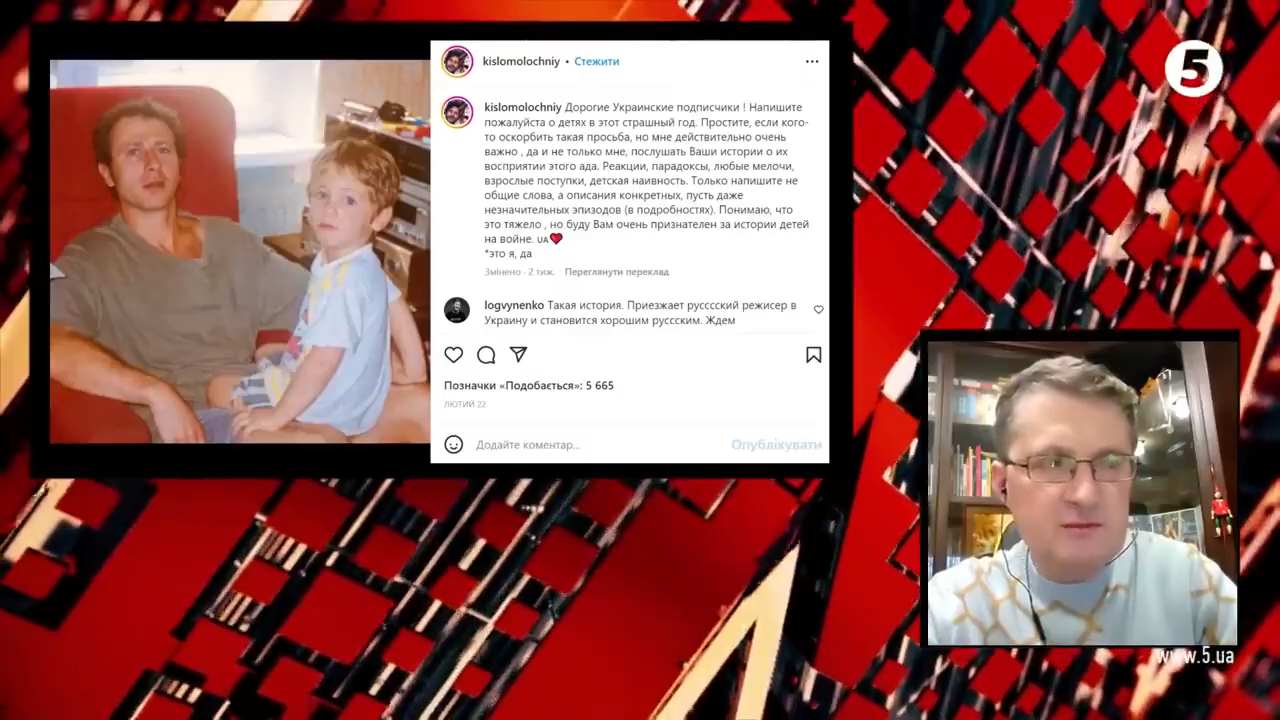 kislomolochniy • Стежити
kislomolochniy Дорогие Украинские подписчики ! Напишите
пожалуйста о детях в этот страшный год. Простите, если кого-
то оскорбить такая просьба, но мне действительно очень
важно , да и не только мне, послушать Ваши истории о их
восприятии этого ада. Реакции, парадоксы, любые мелочи,
взрослые поступки, детская наивность. Только напишите не
общие слова, а описания конкретных, пусть даже
незначительных эпизодов (в подробностях). Понимаю, что
это тяжело , но буду Вам очень признателен за истории детей
на войне. UA❤️
*это я, да
Змінено · 2 тиж. Переглянути переклад
logvynenko Такая история. Приезжает русссский режисер в
Украину и становится хорошим руссским. Ждем
Позначки «Подобається»: 5 665
ЛЮТИЙ 22
Додайте коментар... Опублікувати
5
www.5.ua